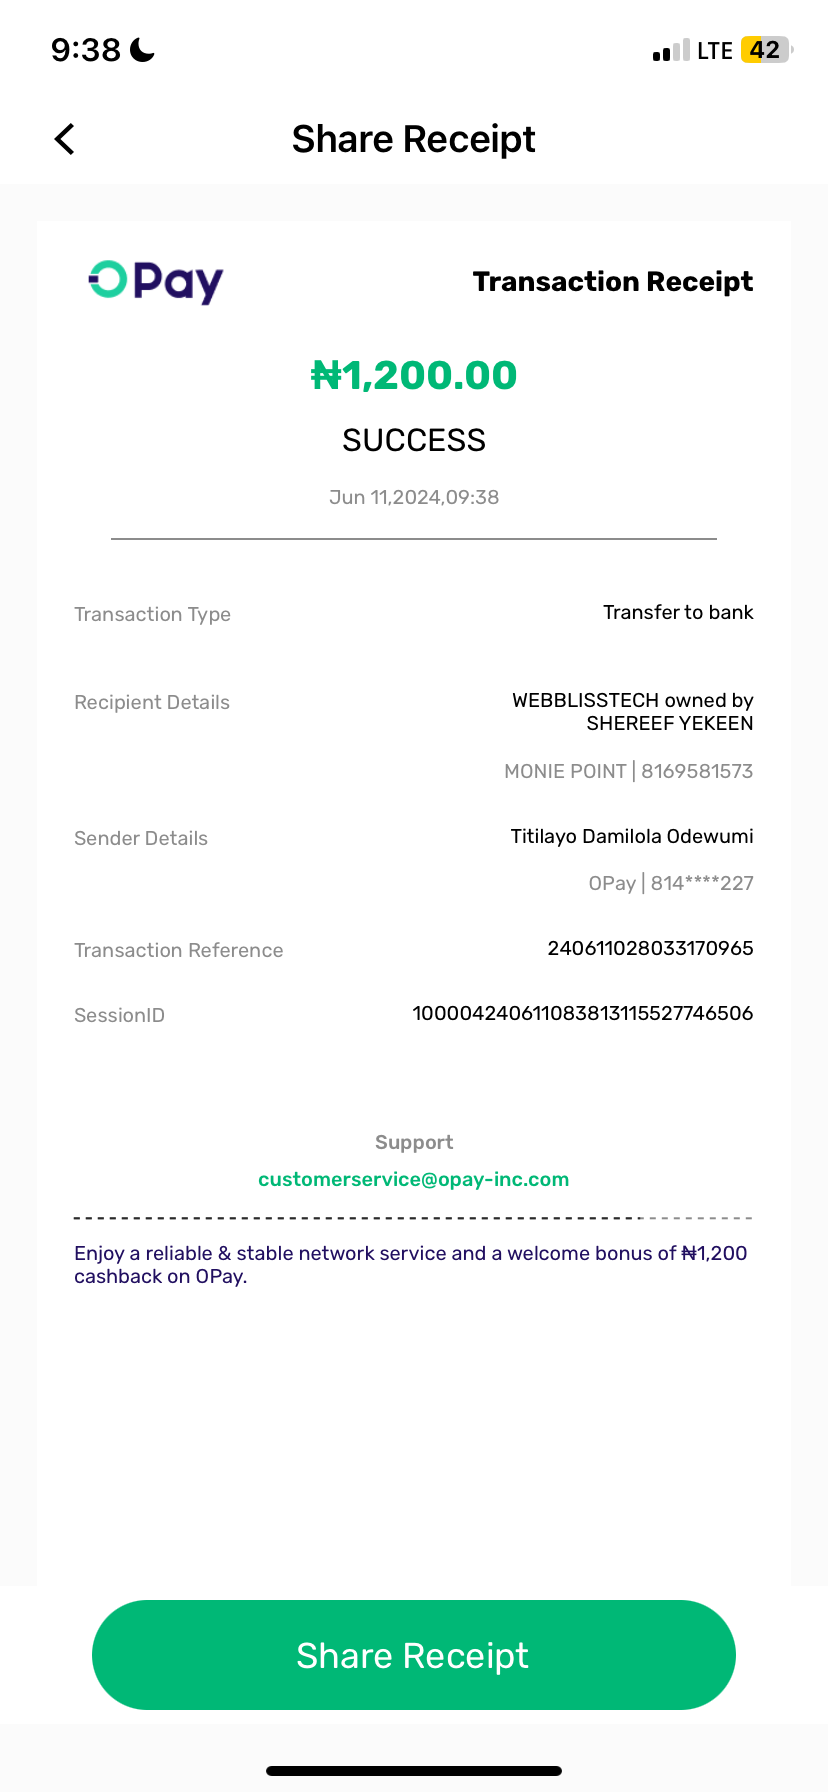 9:38
LTE 42
Share Receipt
OPay
Transaction Receipt
₦1,200.00
SUCCESS
Jun 11,2024,09:38
Transaction Type
Transfer to bank
Recipient Details
WEBBLISSTECH owned by
SHEREEF YEKEEN
MONIE POINT | 8169581573
Sender Details
Titilayo Damilola Odewumi
OPay | 814****227
Transaction Reference
240611028033170965
SessionID
100004240611083813115527746506
Support
customerservice@opay-inc.com
Enjoy a reliable & stable network service and a welcome bonus of ₦1,200
cashback on OPay.
Share Receipt